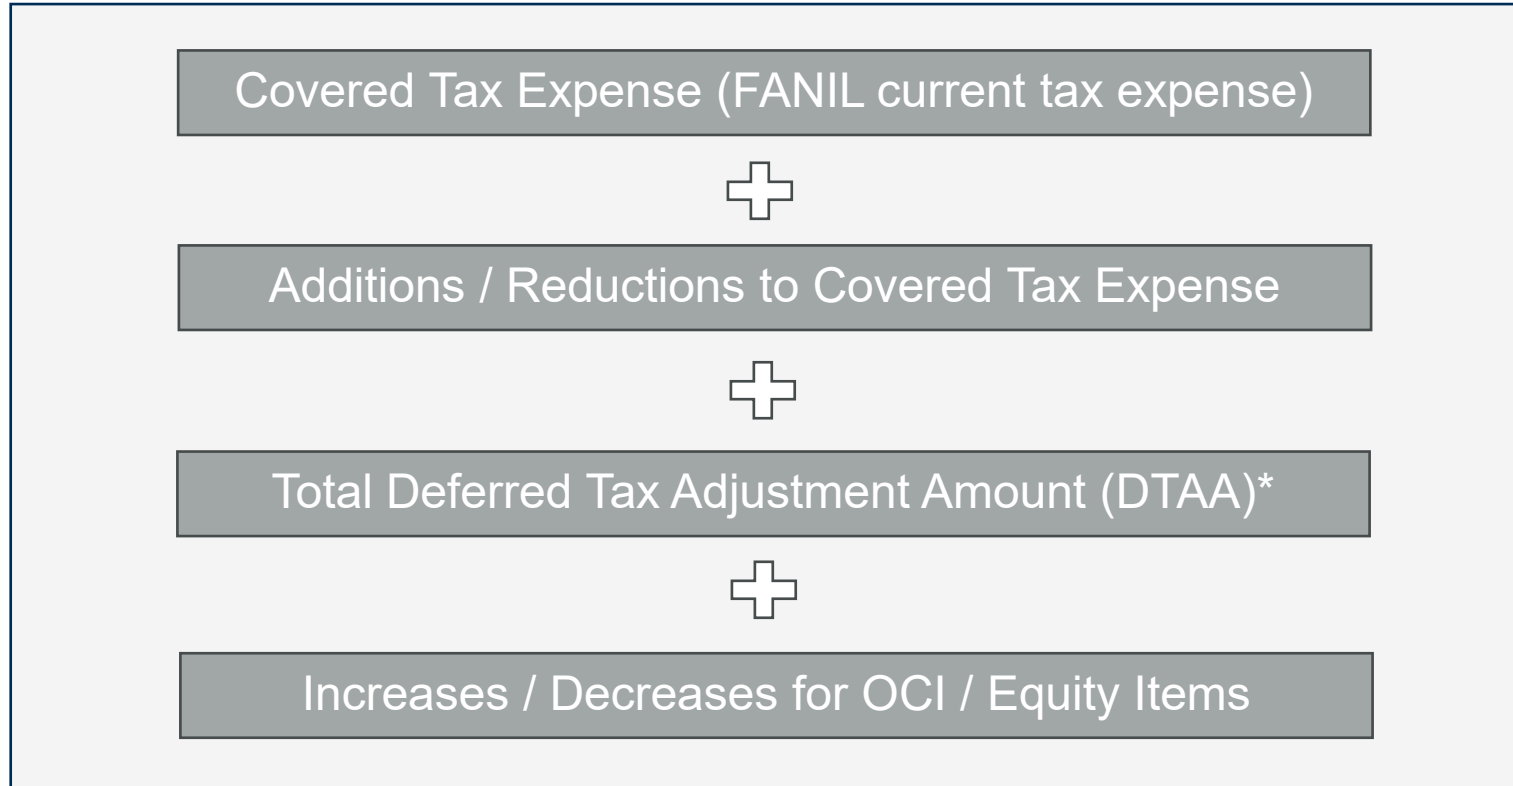 Covered Tax Expense (FANIL current tax expense)
Additions / Reductions to Covered Tax Expense
Total Deferred Tax Adjustment Amount (DTAA)*
Increases / Decreases for OCI / Equity Items